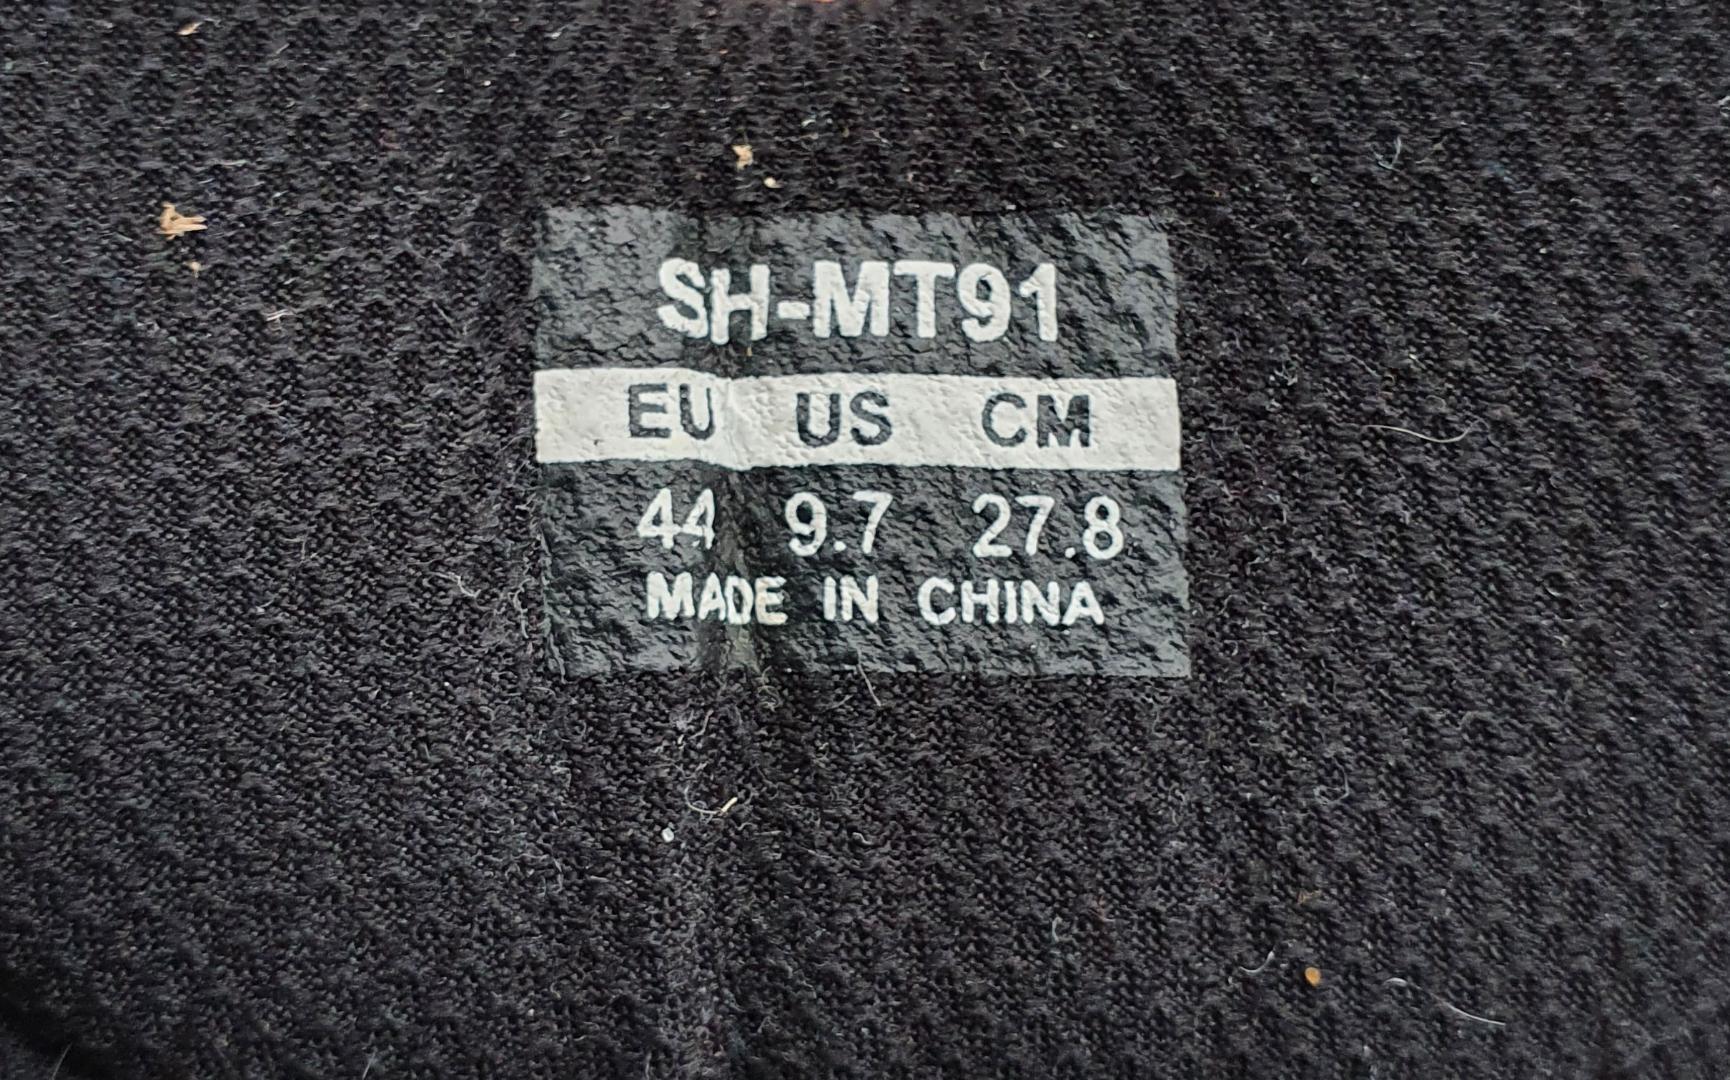 SH-MT91
EU US CM
44 9.7 27.8
MADE IN CHINA